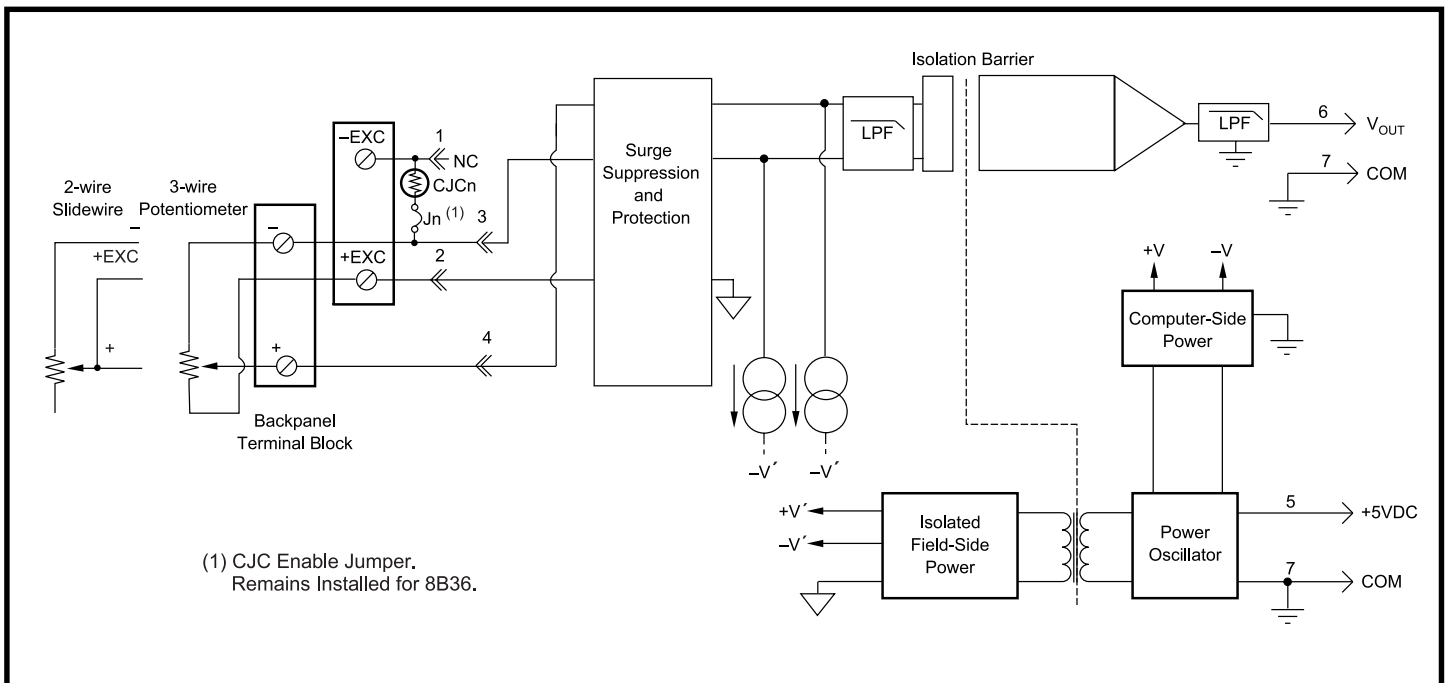 Isolation Barrier
–EXC
1
NC
CJCn
Jn (1)
3
+EXC
2
4
2-wire
Slidewire
3-wire
Potentiometer
–
+EXC
+
–
+
Backpanel
Terminal Block
Surge
Suppression
and
Protection
LPF
LPF
6
VOUT
7
COM
–V´
–V´
+V
–V
Computer-Side
Power
+V´
–V´
Isolated
Field-Side
Power
Power
Oscillator
5
+5VDC
7
COM
(1) CJC Enable Jumper.
Remains Installed for 8B36.